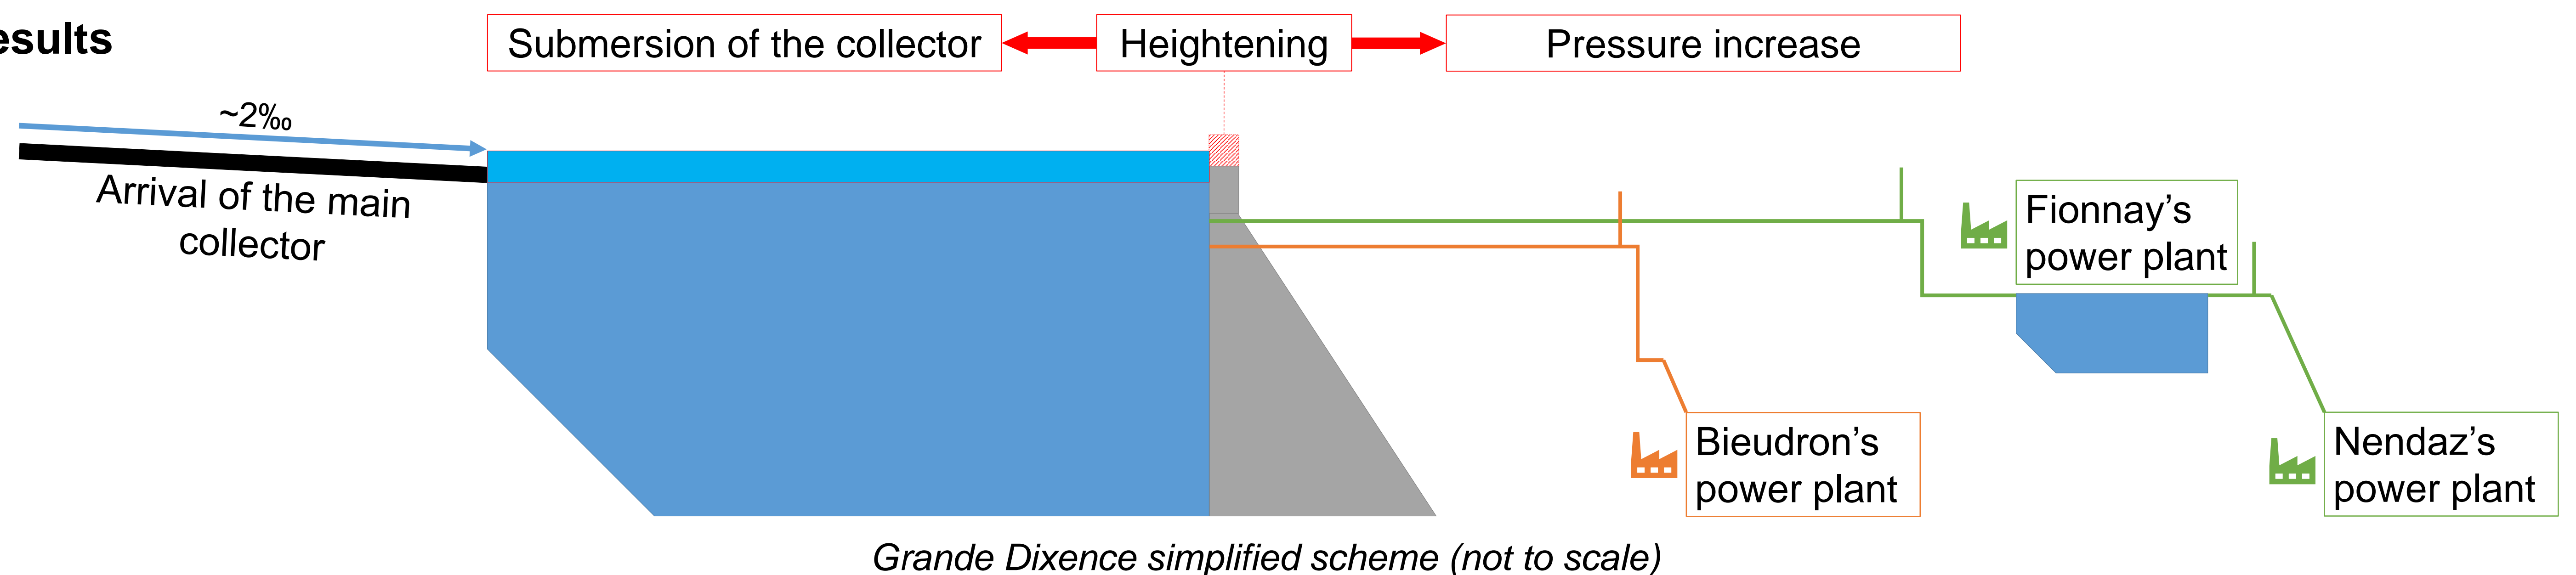 esults
Submersion of the collector
Heightening
Pressure increase
~2‰
Arrival of the main
collector
Fionnay’s
power plant
Bieudron’s
power plant
Nendaz’s
power plant
Grande Dixence simplified scheme (not to scale)